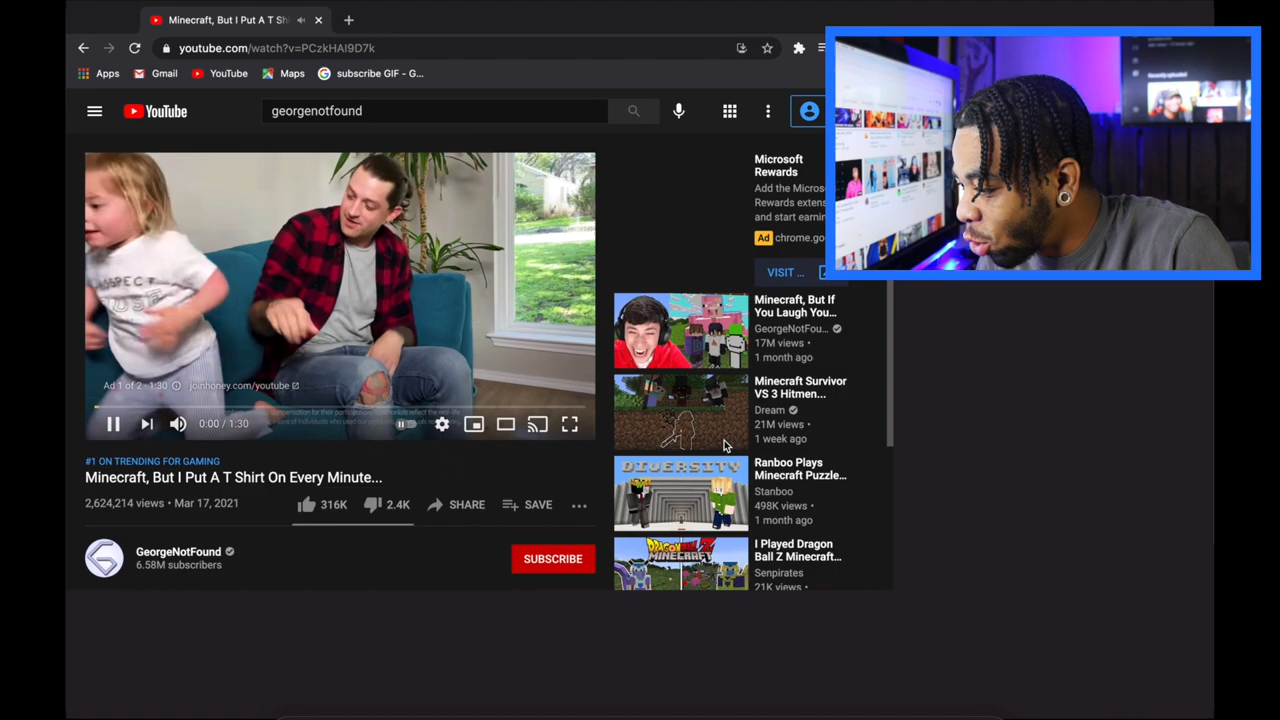 Minecraft, But I Put A T Shi
youtube.com/watch?v=PCzkHAI9D7k
Apps
Gmail
YouTube
Maps
subscribe GIF - G...
YouTube
georgenotfound
Ad 1 of 2 · 1:30
joinhoney.com/youtube
0:00 / 1:30
#1 ON TRENDING FOR GAMING
Minecraft, But I Put A T Shirt On Every Minute...
2,624,214 views • Mar 17, 2021
316K
2.4K
SHARE
SAVE
GeorgeNotFound
6.58M subscribers
SUBSCRIBE
Microsoft
Rewards
Add the Micros
Rewards exten
and start earnin
Ad chrome.go
VISIT ...
Minecraft, But If
You Laugh You...
GeorgeNotFou...
17M views •
1 month ago
Minecraft Survivor
VS 3 Hitmen...
Dream
21M views •
1 week ago
DIVERSITY
Ranboo Plays
Minecraft Puzzle...
Stanboo
498K views •
1 month ago
DRAGONBALL
MINECRAFT
I Played Dragon
Ball Z Minecraft...
Senpirates
21K views •